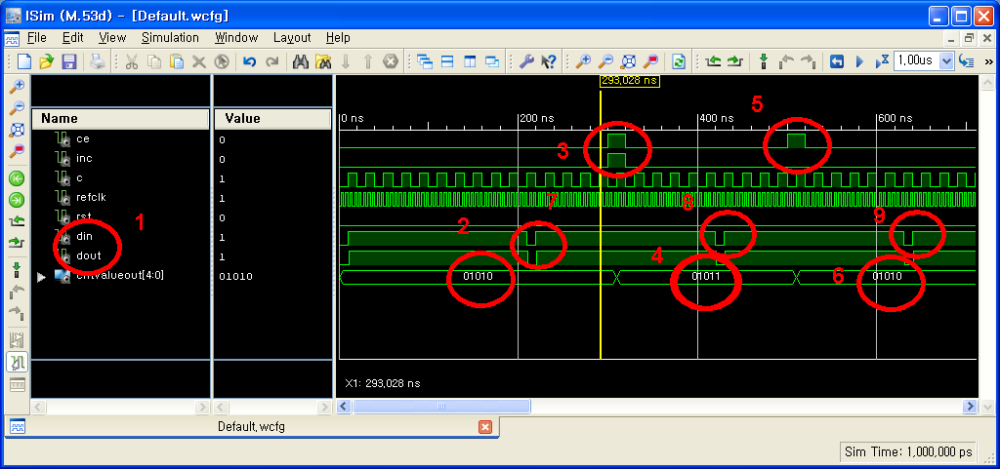 ISim (M.53d) - [Default.wcfg]
File Edit View Simulation Window Layout Help
1.00us
»
293,028 ns
Name Value
0 ns 200 ns 400 ns 600 ns
ce 0
inc 0
c 1
refclk 1
rst 0
din 1
dout 1
cntvalueout[4:0] 01010
01010 01011 01010
1
2
3
4
5
6
7
8
9
X1: 293,028 ns
Default.wcfg
Sim Time: 1,000,000 ps